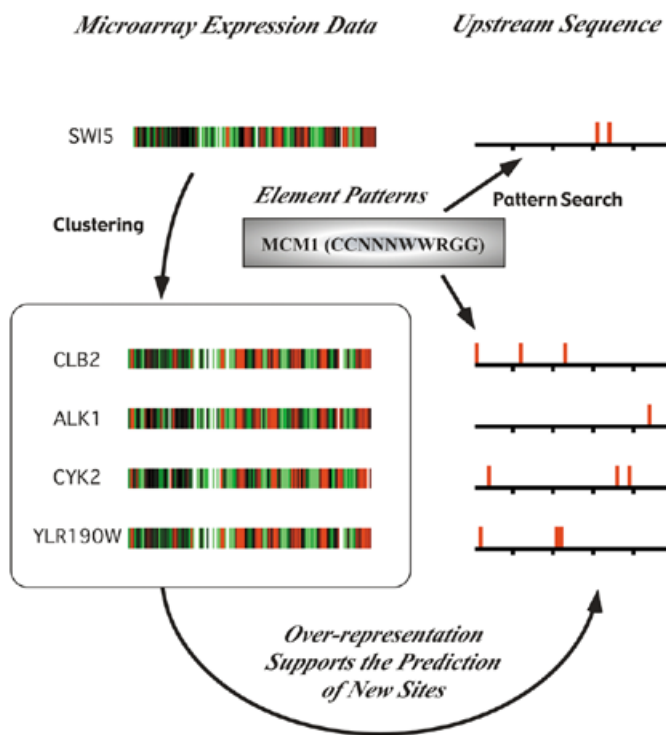 Microarray Expression Data
Upstream Sequence
SWI5
Element Patterns
Pattern Search
Clustering
MCM1 (CCNNNWWRGG)
CLB2
ALK1
CYK2
YLR190W
Over-representation
Supports the Prediction
of New Sites